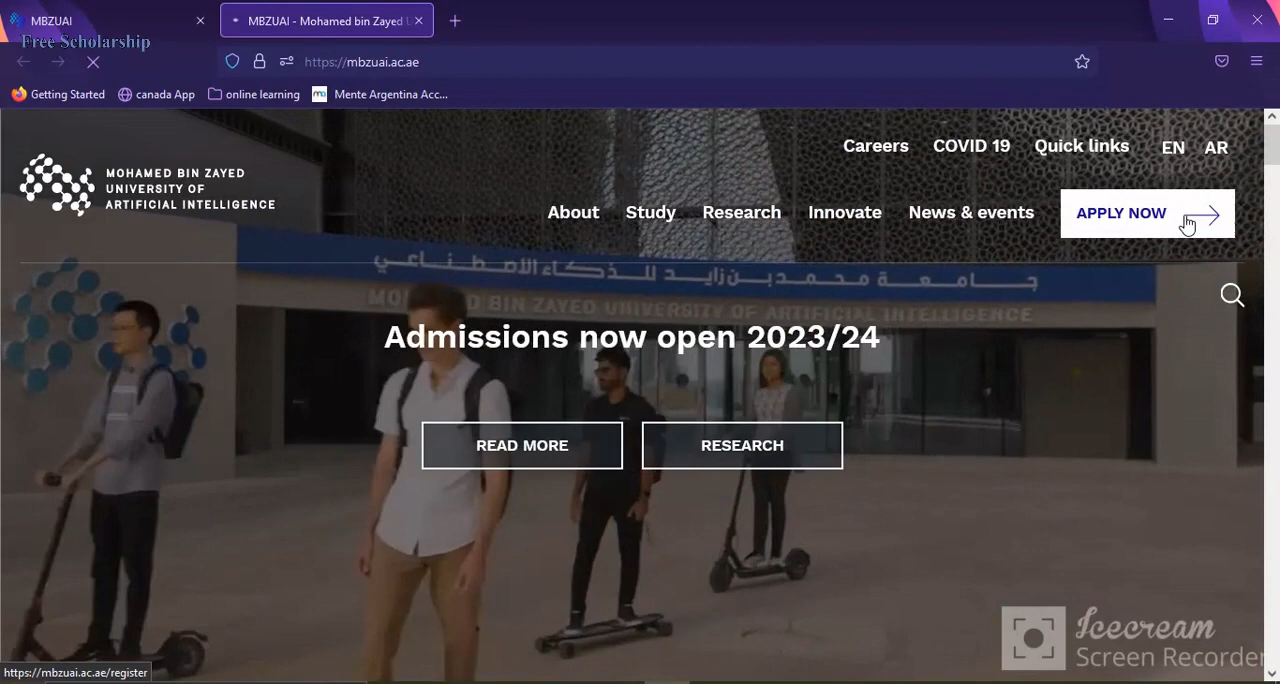 MBZUAI
MBZUAI - Mohamed bin Zayed U
Free Scholarship
https://mbzuai.ac.ae
Getting Started
canada App
online learning
Mente Argentina Acc...
Careers
COVID 19
Quick links
EN
AR
MOHAMED BIN ZAYED
UNIVERSITY OF
ARTIFICIAL INTELLIGENCE
About
Study
Research
Innovate
News & events
APPLY NOW
جامعة محمد بن زايد للذكاء الاصطناعي
MOHAMED BIN ZAYED UNIVERSITY OF ARTIFICIAL INTELLIGENCE
Admissions now open 2023/24
READ MORE
RESEARCH
Icecream
Screen Recorder
https://mbzuai.ac.ae/register